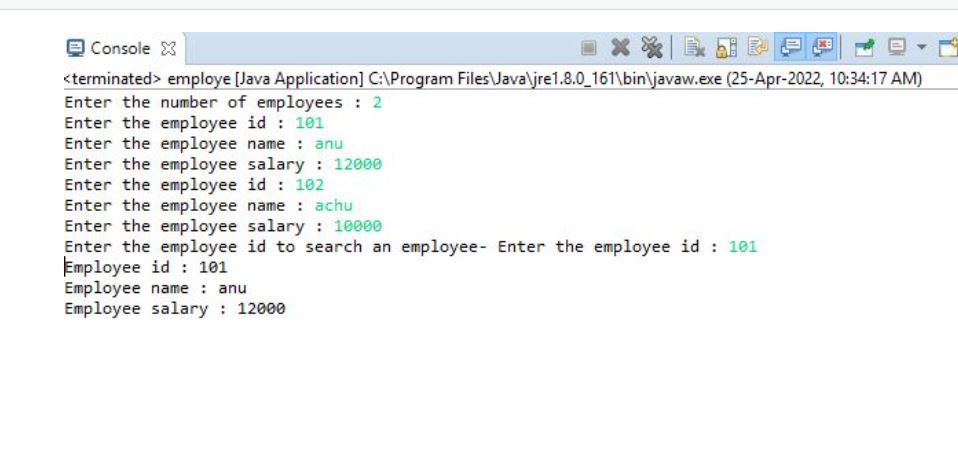 Console
<terminated> employe [Java Application] C:\Program Files\Java\jre1.8.0_161\bin\javaw.exe (25-Apr-2022, 10:34:17 AM)
Enter the number of employees : 2
Enter the employee id : 101
Enter the employee name : anu
Enter the employee salary : 12000
Enter the employee id : 102
Enter the employee name : achu
Enter the employee salary : 10000
Enter the employee id to search an employee- Enter the employee id : 101
Employee id : 101
Employee name : anu
Employee salary : 12000